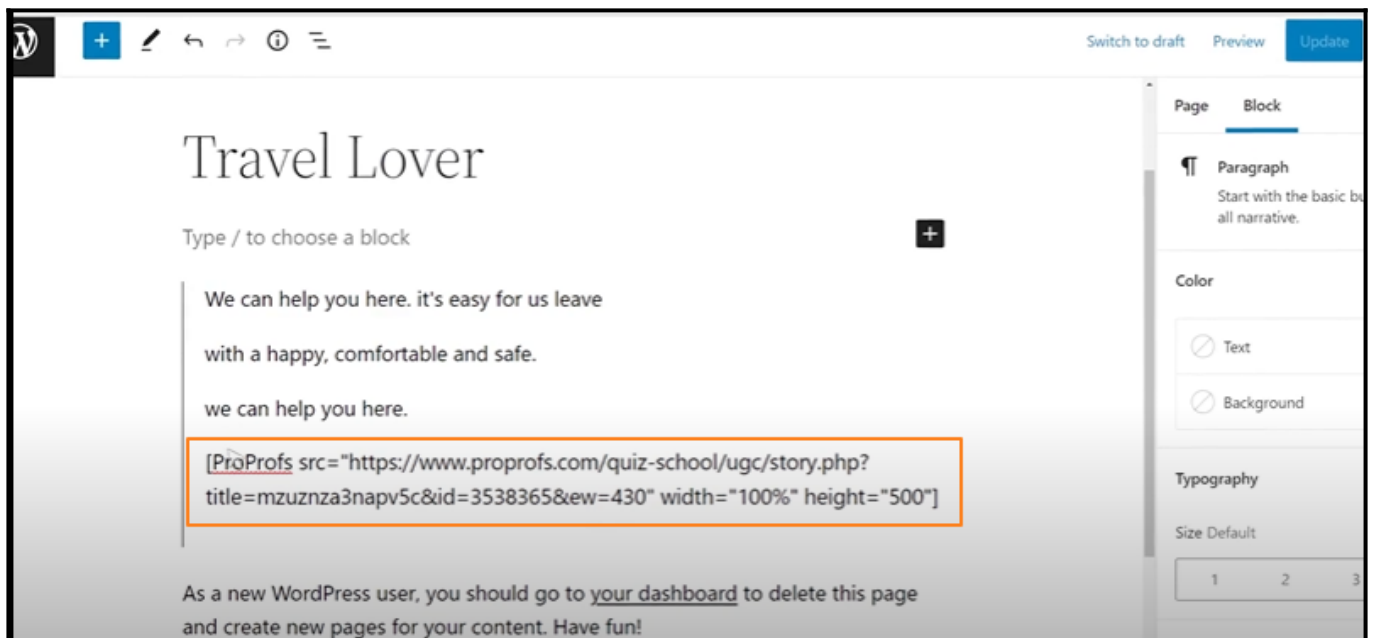 Switch to draft Preview Update
Page Block
Travel Lover
Paragraph
Start with the basic bu
all narrative.
Type / to choose a block
We can help you here. it's easy for us leave
with a happy, comfortable and safe.
we can help you here.
[ProProfs src="https://www.proprofs.com/quiz-school/ugc/story.php?
title=mzuznza3napv5c&id=3538365&ew=430" width="100%" height="500"]
As a new WordPress user, you should go to your dashboard to delete this page
and create new pages for your content. Have fun!
Color
Text
Background
Typography
Size Default
1 2 3